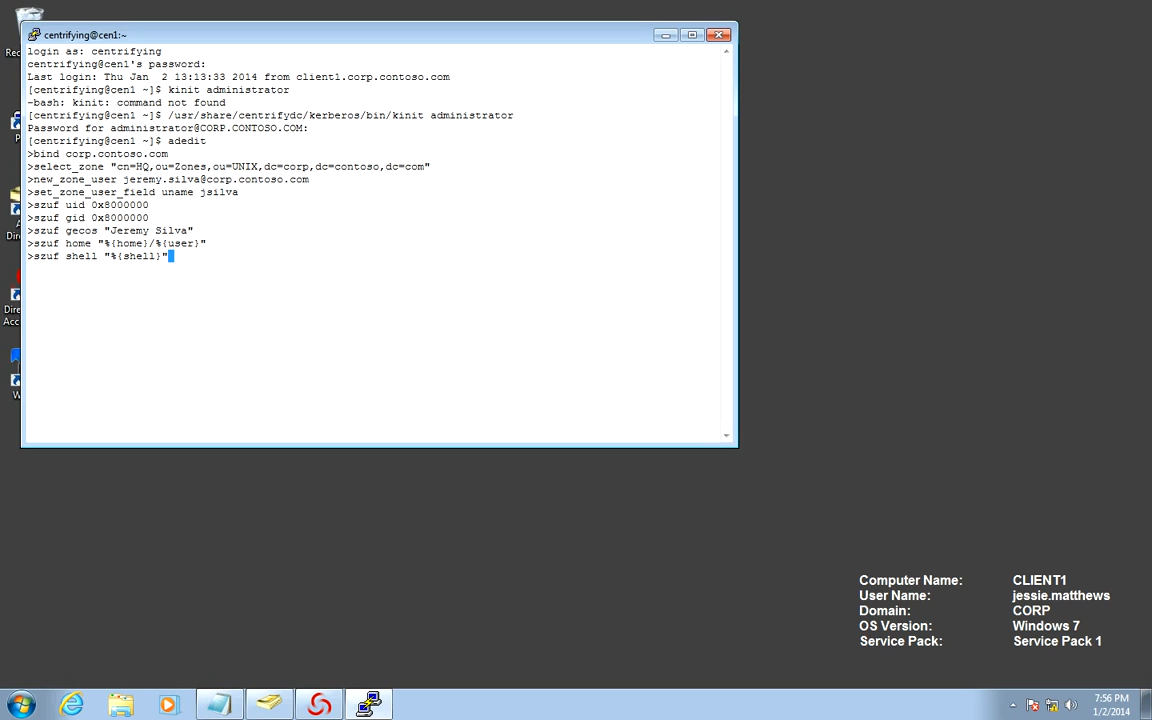 centrifying@cen1:~
login as: centrifying
centrifying@cen1's password:
Last login: Thu Jan  2 13:13:33 2014 from client1.corp.contoso.com
[centrifying@cen1 ~]$ kinit administrator
-bash: kinit: command not found
[centrifying@cen1 ~]$ /usr/share/centrifydc/kerberos/bin/kinit administrator
Password for administrator@CORP.CONTOSO.COM:
[centrifying@cen1 ~]$ adedit
>bind corp.contoso.com
>select_zone "cn=HQ,ou=Zones,ou=UNIX,dc=corp,dc=contoso,dc=com"
>new_zone_user jeremy.silva@corp.contoso.com
>set_zone_user_field uname jsilva
>szuf uid 0x8000000
>szuf gid 0x8000000
>szuf gecos "Jeremy Silva"
>szuf home "%{home}/%{user}"
>szuf shell "%{shell}"
Computer Name: CLIENT1
User Name: jessie.matthews
Domain: CORP
OS Version: Windows 7
Service Pack: Service Pack 1
7:56 PM
1/2/2014